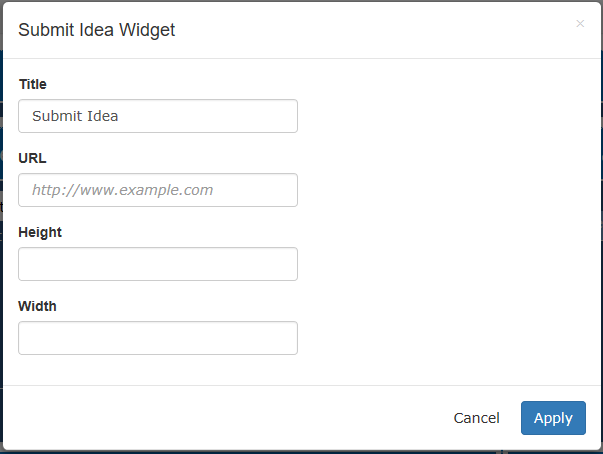 Submit Idea Widget ×
Title
Submit Idea
URL
http://www.example.com
Height
Width
Cancel Apply